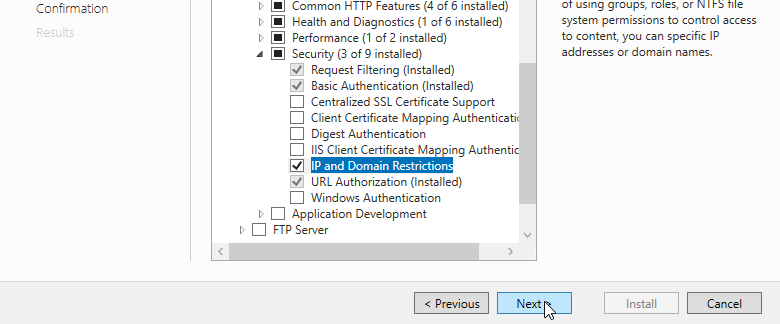 Confirmation
Results
Common HTTP Features (4 of 6 installed)
Health and Diagnostics (1 of 6 installed)
Performance (1 of 2 installed)
Security (3 of 9 installed)
Request Filtering (Installed)
Basic Authentication (Installed)
Centralized SSL Certificate Support
Client Certificate Mapping Authenticatio
Digest Authentication
IIS Client Certificate Mapping Authentic
IP and Domain Restrictions
URL Authorization (Installed)
Windows Authentication
Application Development
FTP Server
of using groups, roles, or NTFS file
system permissions to control access
to content, you can specific IP
addresses or domain names.
< Previous
Next >
Install
Cancel